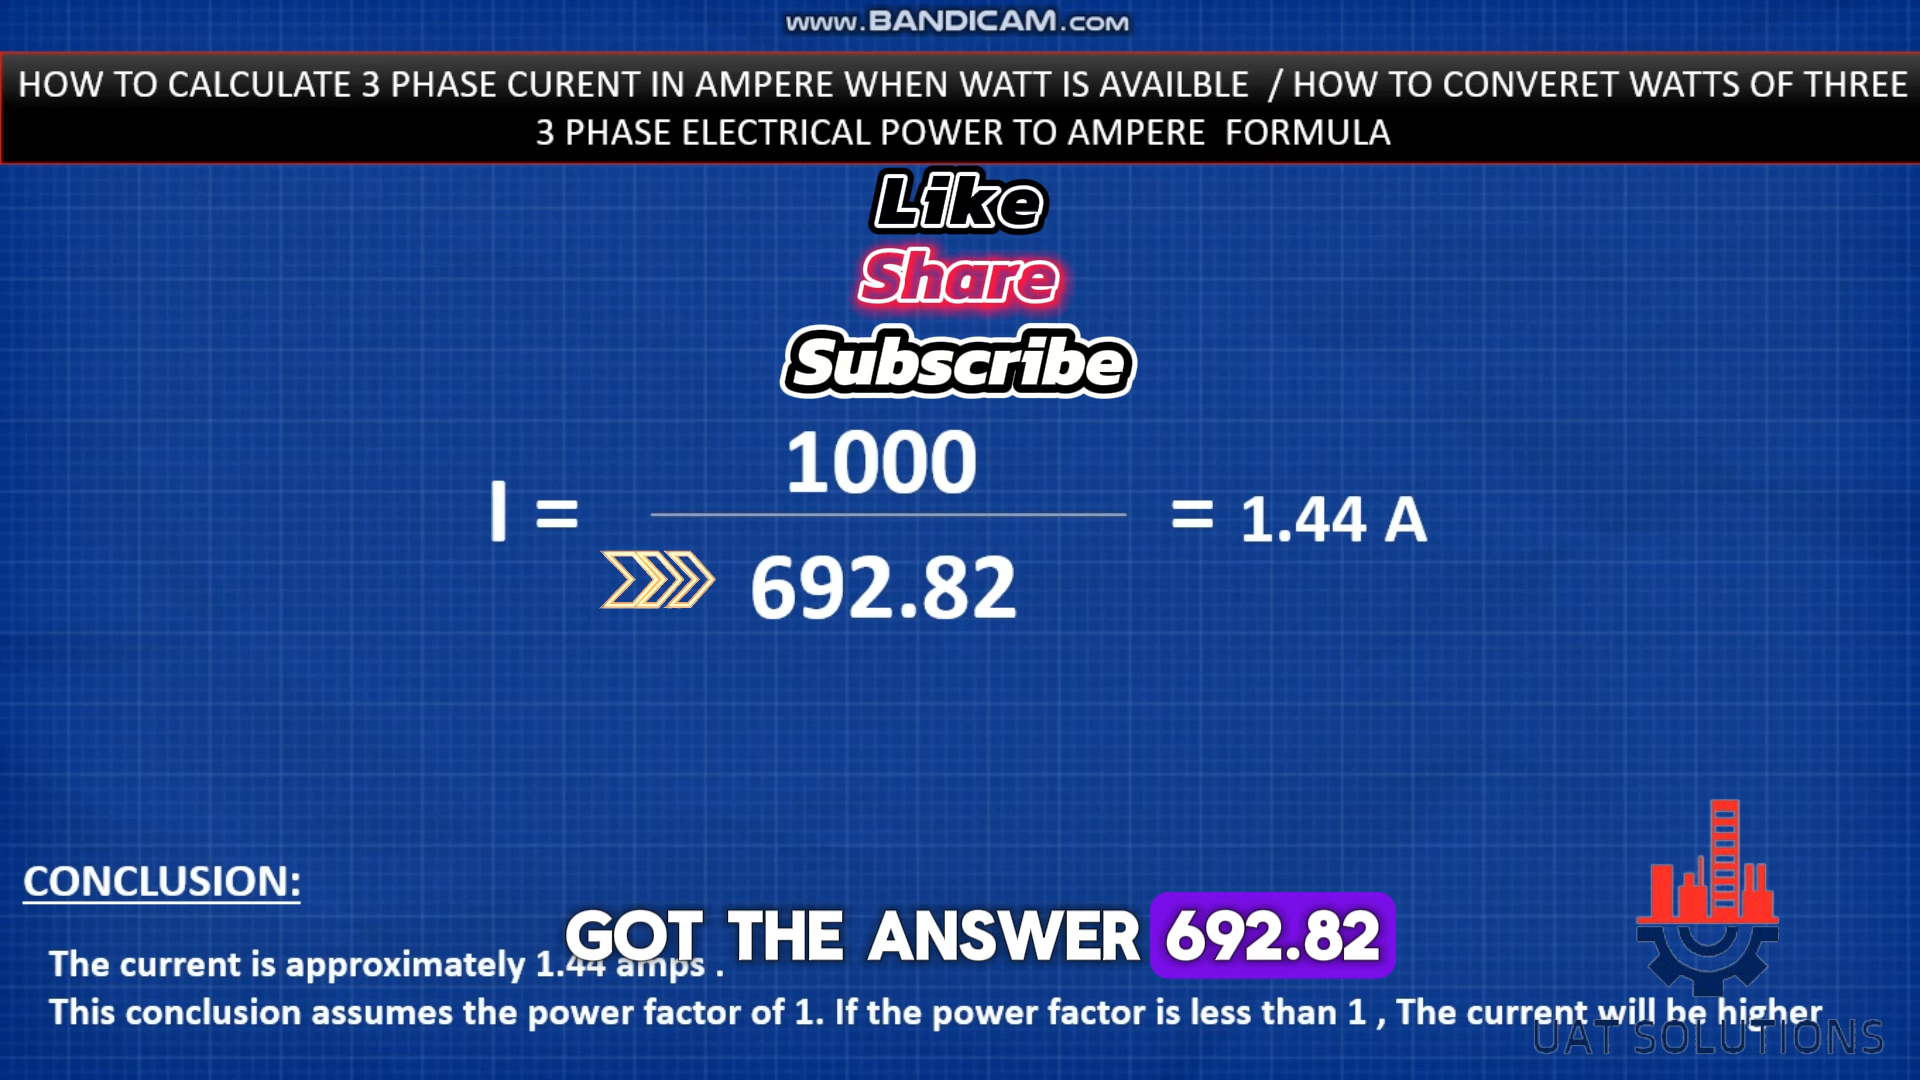 www.BANDICAM.com
HOW TO CALCULATE 3 PHASE CURENT IN AMPERE WHEN WATT IS AVAILBLE / HOW TO CONVERET WATTS OF THREE
3 PHASE ELECTRICAL POWER TO AMPERE FORMULA
Like
Share
Subscribe
1000
I = = 1.44 A
692.82
CONCLUSION:
GOT THE ANSWER 692.82
The current is approximately 1.44 amps .
This conclusion assumes the power factor of 1. If the power factor is less than 1 , The current will be higher
UAT SOLUTIONS